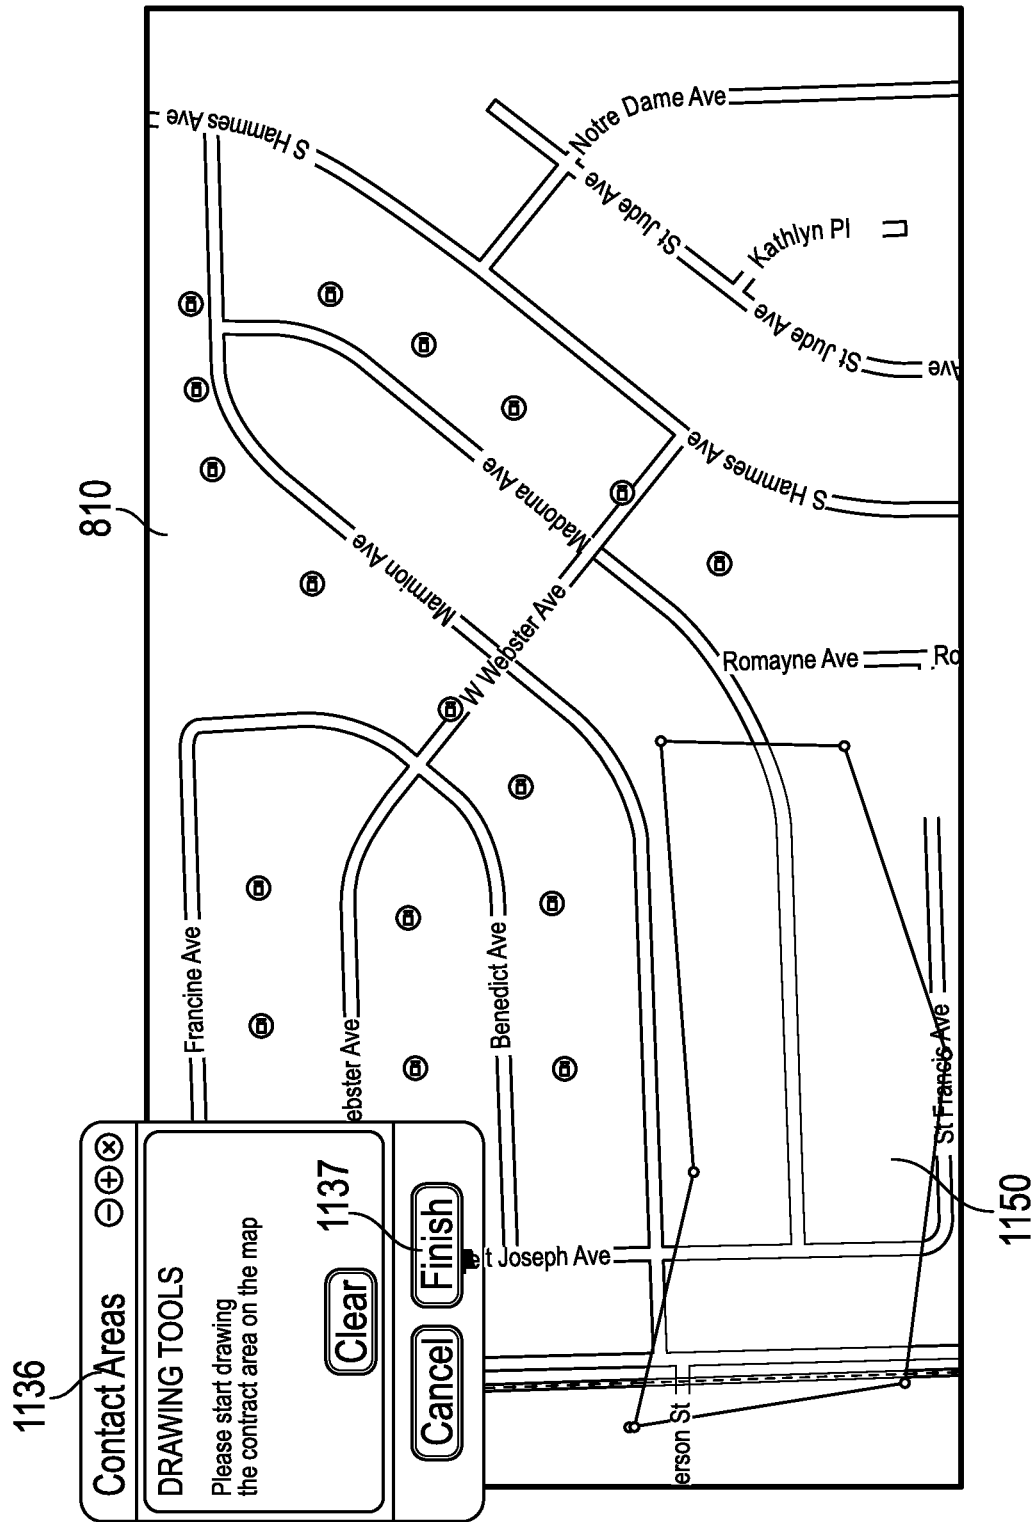 1136
Contact Areas
DRAWING TOOLS
Please start drawing
the contract area on the map
Clear
1137
Cancel
Finish
810
Francine Ave
ebster Ave
Benedict Ave
t Joseph Ave
erson St
W Webster Ave
Marmion Ave
Madonna Ave
S Hammes Ave
S Hammes Ave
Notre Dame Ave
St Jude Ave
Kathlyn Pl
St Jude Ave
Ave
Romayne Ave
Ro
St Francis Ave
1150